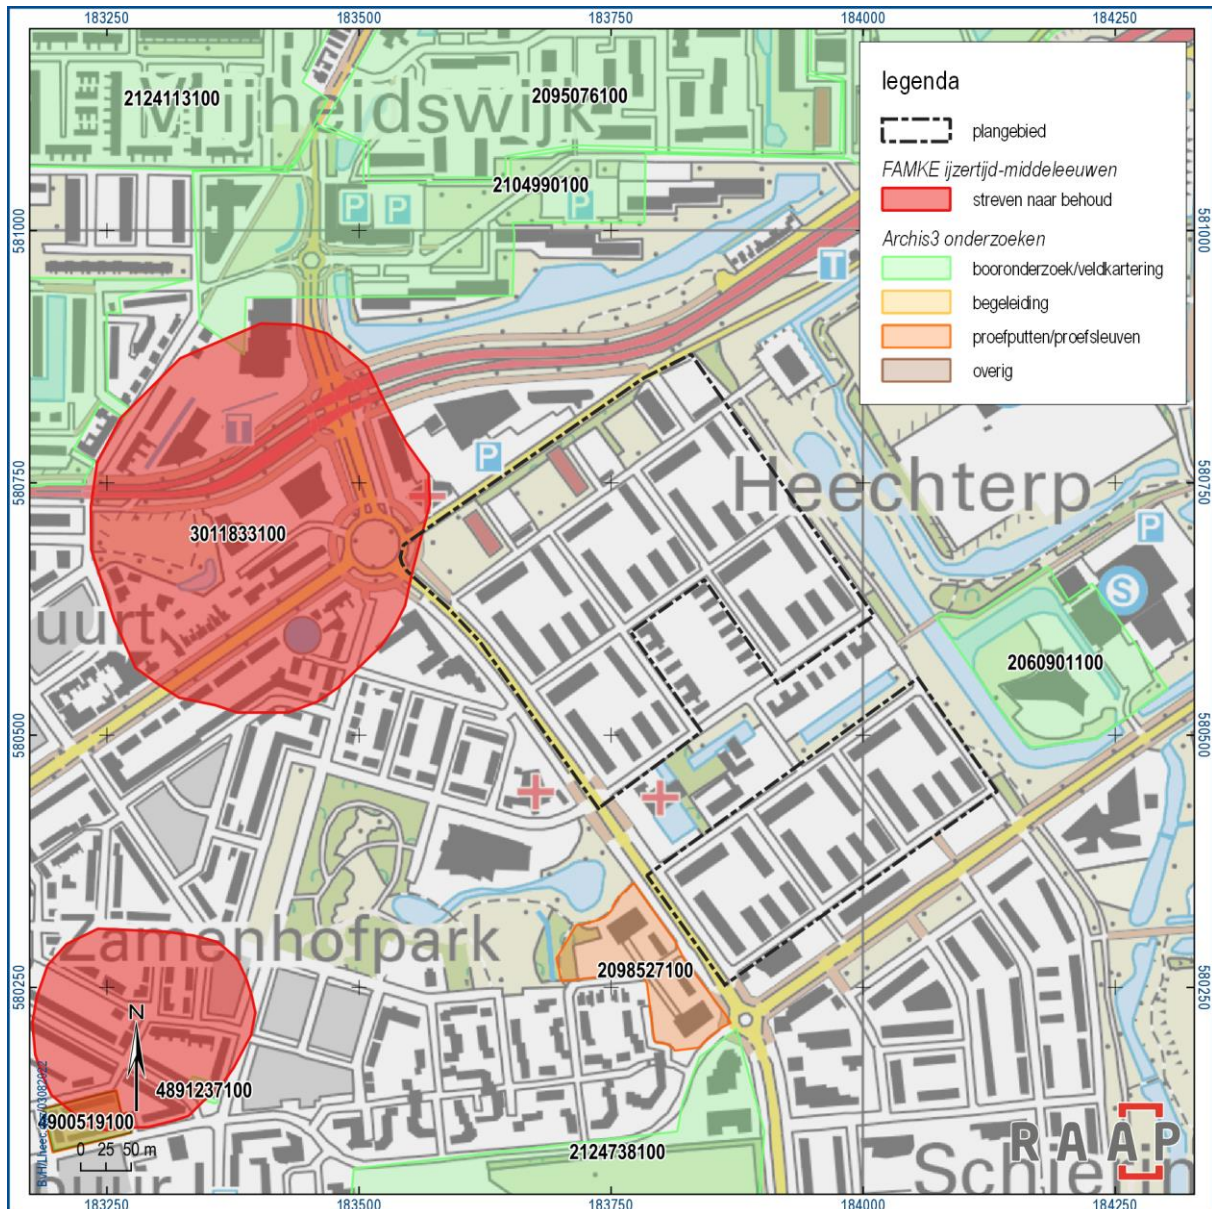 183250 183500 183750 184000 184250
Vrijheidswijk
2124113100
2095076100
2104990100
legenda
plangebied
FAMKE ijzertijd-middeleeuwen
streven naar behoud
Archis3 onderzoeken
booronderzoek/veldkartering
begeleiding
proefputten/proefsleuven
overig
581000
581000
P P P
T
T
P
580750
580750
Heechterp
3011833100
P
S
uurt
2060901100
580500
580500
Zamenhofpark
2098527100
580250
580250
N
4891237100
4900519100
0 25 50 m
2124738100
RAAP
buur
Schierin
183250 183500 183750 184000 184250